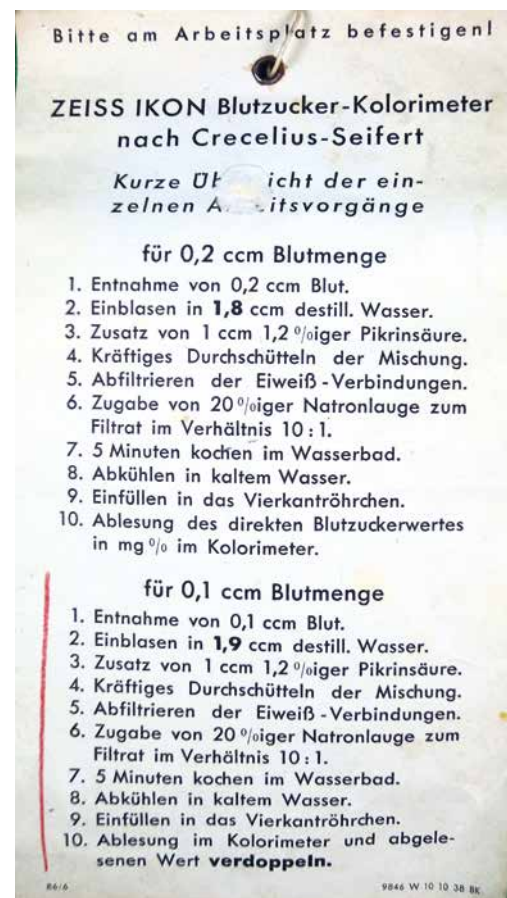 Bitte am Arbeitsplatz befestigen!
ZEISS IKON Blutzucker-Kolorimeter
nach Crecelius-Seifert
Kurze der ein-
zelnen
für 0,2 ccm Blutmenge
1. Entnahme von 0,2 ccm Blut.
2. Einblasen in 1,8 ccm destill. Wasser.
3. Zusatz von 1 ccm 1,2 %iger Pikrinsäure.
4. Kräftiges Durchschütteln der Mischung.
5. Abfiltrieren der Eiweiß-Verbindungen.
6. Zugabe von 20 %iger Natronlauge zum
Filtrat im Verhältnis 10 : 1.
7. 5 Minuten kochen im Wasserbad.
8. Abkühlen in kaltem Wasser.
9. Einfüllen in das Vierkantröhrchen.
10. Ablesung des direkten Blutzuckerwertes
in mg % im Kolorimeter.
für 0,1 ccm Blutmenge
1. Entnahme von 0,1 ccm Blut.
2. Einblasen in 1,9 ccm destill. Wasser.
3. Zusatz von 1 ccm 1,2 %iger Pikrinsäure.
4. Kräftiges Durchschütteln der Mischung.
5. Abfiltrieren der Eiweiß-Verbindungen.
6. Zugabe von 20 %iger Natronlauge zum
Filtrat im Verhältnis 10 : 1.
7. 5 Minuten kochen im Wasserbad.
8. Abkühlen in kaltem Wasser.
9. Einfüllen in das Vierkantröhrchen.
10. Ablesung im Kolorimeter und abgele-
senen Wert verdoppeln.
9846 W 10 10 38 BK